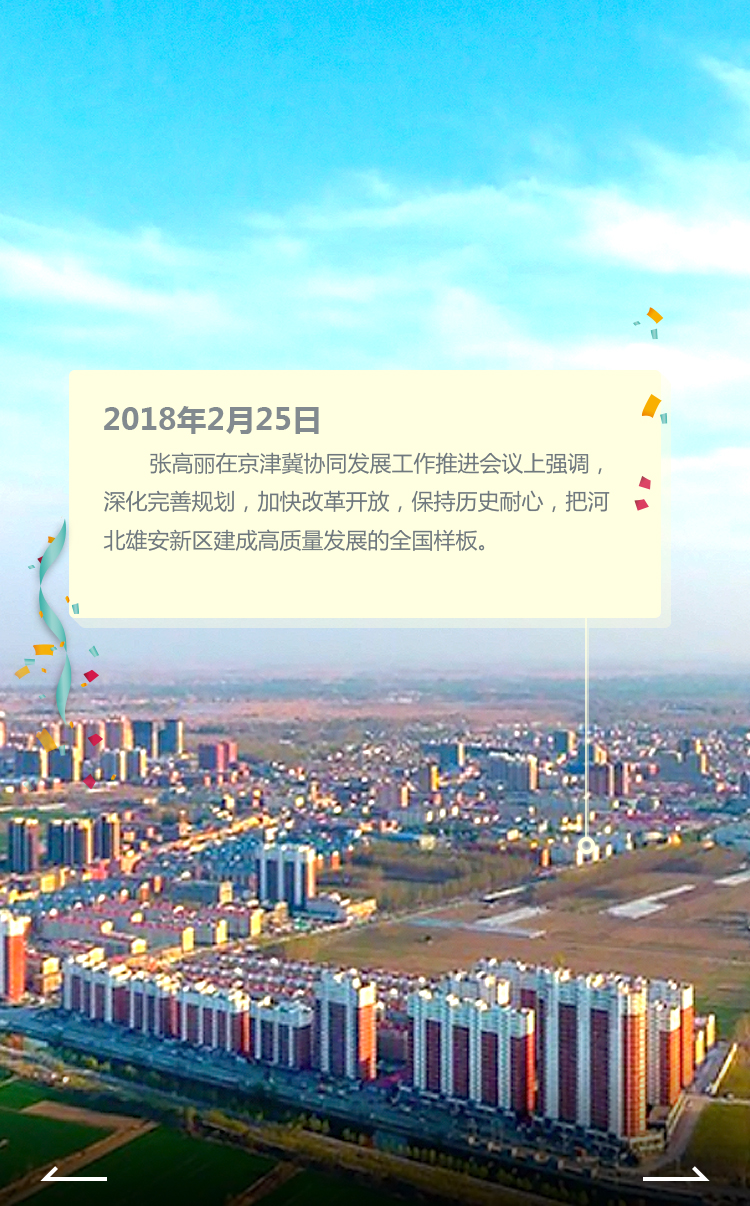 2018年2月25日
张高丽在京津冀协同发展工作推进会议上强调，
深化完善规划，加快改革开放，保持历史耐心，把河
北雄安新区建成高质量发展的全国样板。